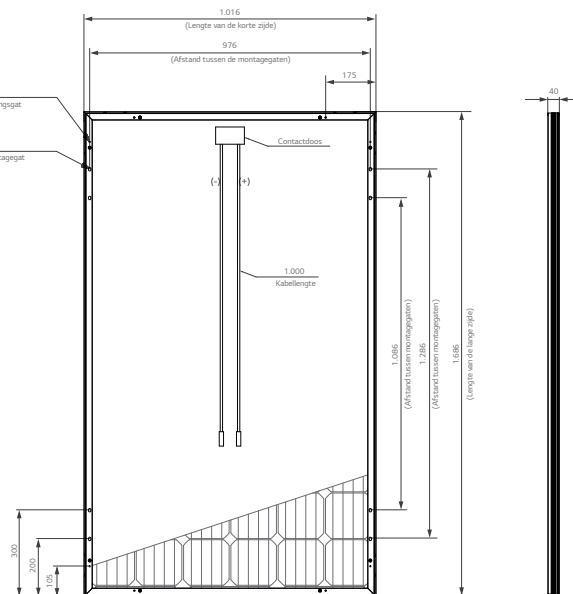 1.016
(Lengte van de korte zijde)
976
(Afstand tussen de montagegaten)
175
40
ngsgat
Contactdoos
tagegat
(-)
(+)
1.000
Kabellengte
1.086
(Afstand tussen montagegaten)
1.286
(Afstand tussen montagegaten)
1.686
(Lengte van de lange zijde)
300
200
105